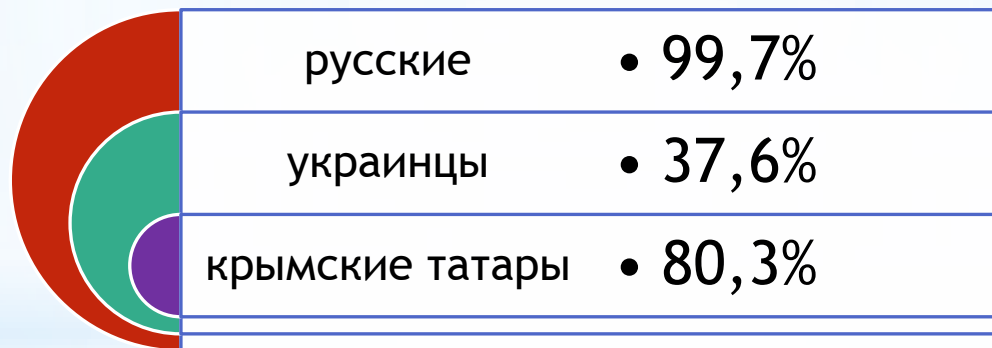 русские • 99,7%
украинцы • 37,6%
крымские татары • 80,3%